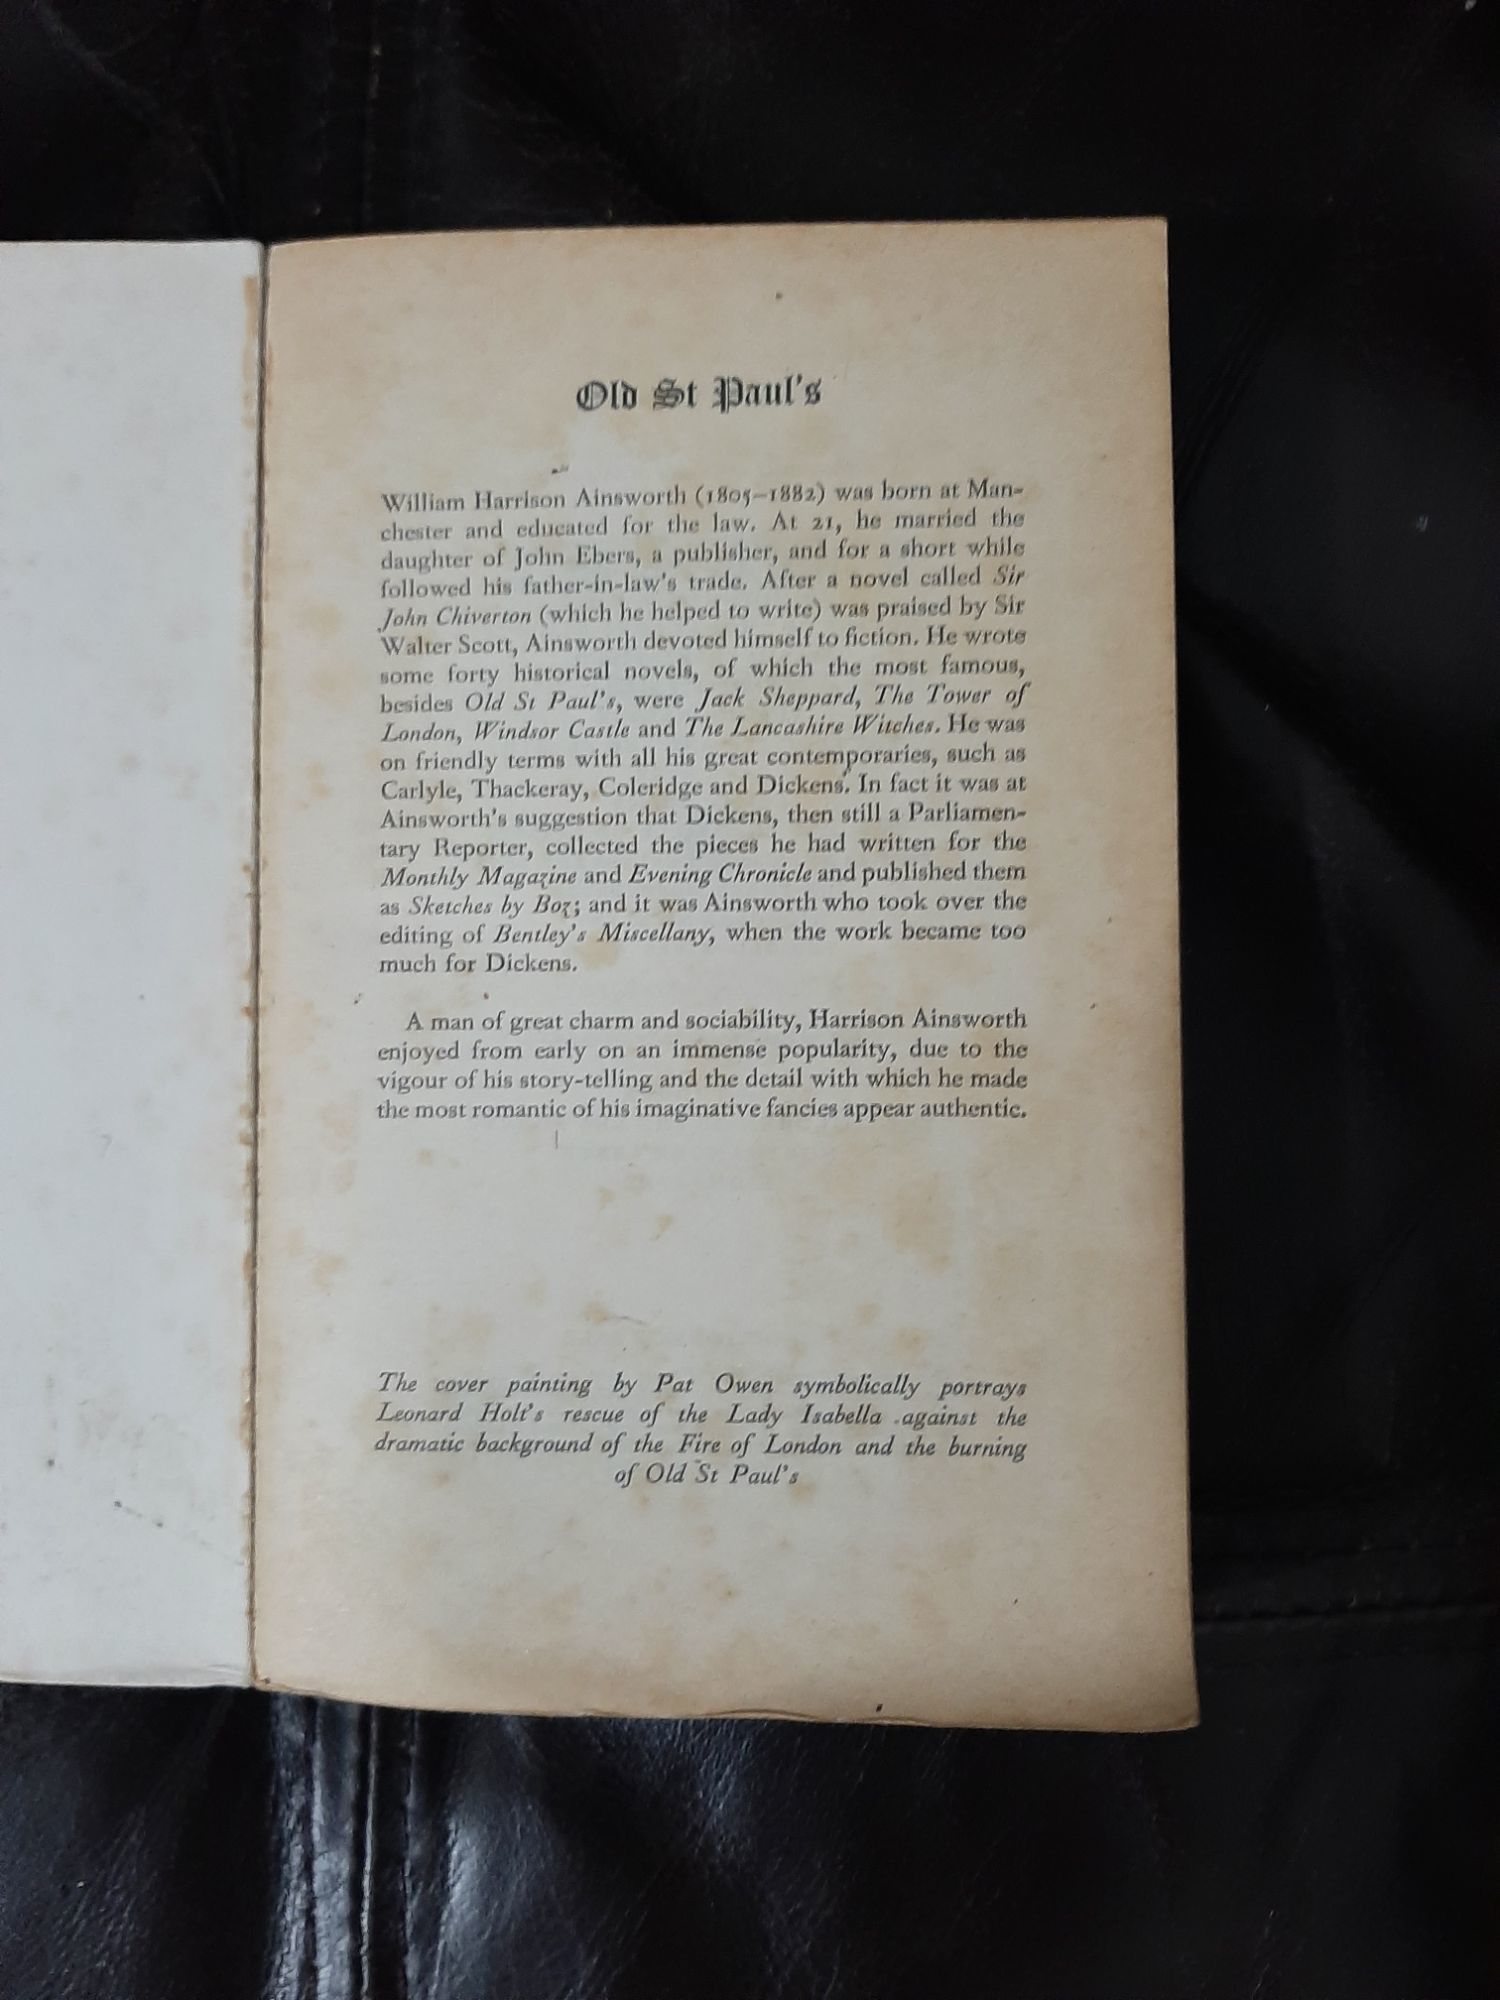 Old St Paul's
William Harrison Ainsworth (1805–1882) was born at Man-
chester and educated for the law. At 21, he married the
daughter of John Ebers, a publisher, and for a short while
followed his father-in-law's trade. After a novel called Sir
John Chiverton (which he helped to write) was praised by Sir
Walter Scott, Ainsworth devoted himself to fiction. He wrote
some forty historical novels, of which the most famous,
besides Old St Paul's, were Jack Sheppard, The Tower of
London, Windsor Castle and The Lancashire Witches. He was
on friendly terms with all his great contemporaries, such as
Carlyle, Thackeray, Coleridge and Dickens. In fact it was at
Ainsworth's suggestion that Dickens, then still a Parliamen-
tary Reporter, collected the pieces he had written for the
Monthly Magazine and Evening Chronicle and published them
as Sketches by Boz; and it was Ainsworth who took over the
editing of Bentley's Miscellany, when the work became too
much for Dickens.
A man of great charm and sociability, Harrison Ainsworth
enjoyed from early on an immense popularity, due to the
vigour of his story-telling and the detail with which he made
the most romantic of his imaginative fancies appear authentic.
The cover painting by Pat Owen symbolically portrays
Leonard Holt's rescue of the Lady Isabella against the
dramatic background of the Fire of London and the burning
of Old St Paul's